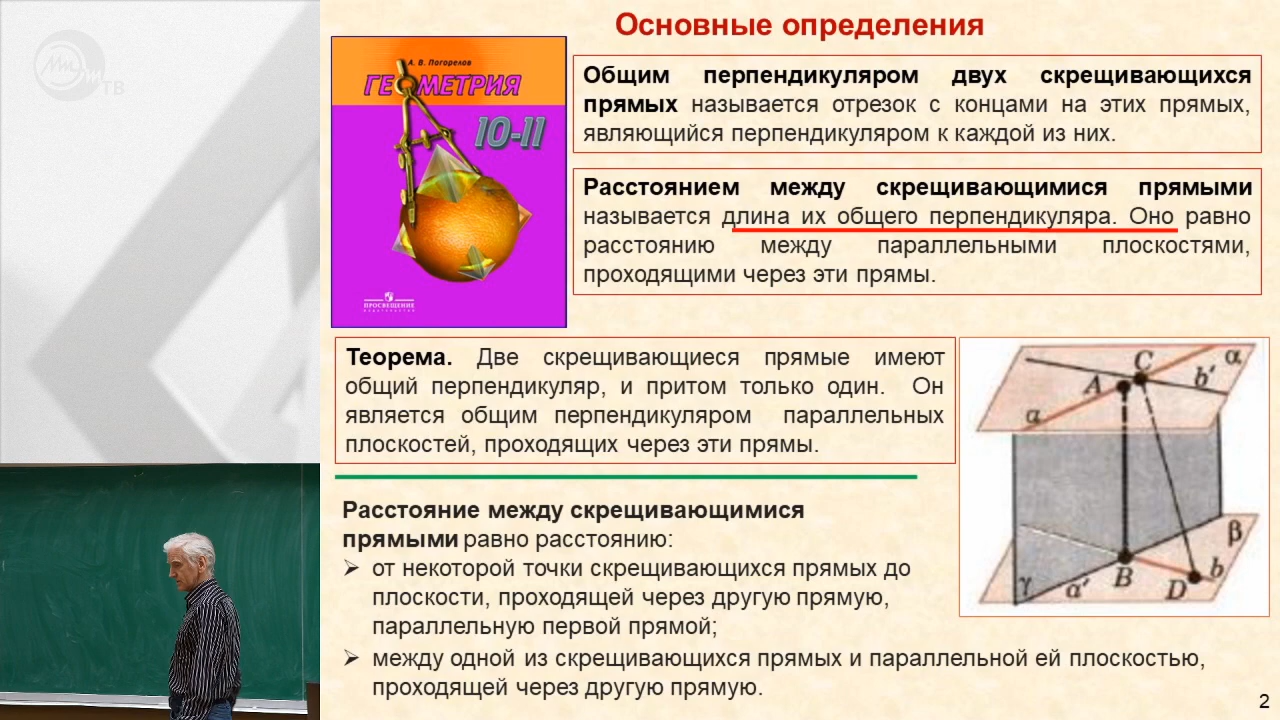 Основные определения
А. В. Погорелов
ГЕОМЕТРИЯ
10-11
ПРОСВЕЩЕНИЕ
ИЗДАТЕЛЬСТВО
Общим перпендикуляром двух скрещивающихся
прямых называется отрезок с концами на этих прямых,
являющийся перпендикуляром к каждой из них.
Расстоянием между скрещивающимися прямыми
называется длина их общего перпендикуляра. Оно равно
расстоянию между параллельными плоскостями,
проходящими через эти прямы.
Теорема. Две скрещивающиеся прямые имеют
общий перпендикуляр, и притом только один. Он
является общим перпендикуляром параллельных
плоскостей, проходящих через эти прямы.
C α
A b′
a
β
B b
γ a′ D
Расстояние между скрещивающимися
прямыми равно расстоянию:
➢ от некоторой точки скрещивающихся прямых до
плоскости, проходящей через другую прямую,
параллельную первой прямой;
➢ между одной из скрещивающихся прямых и параллельной ей плоскостью,
проходящей через другую прямую.
2
ТВ